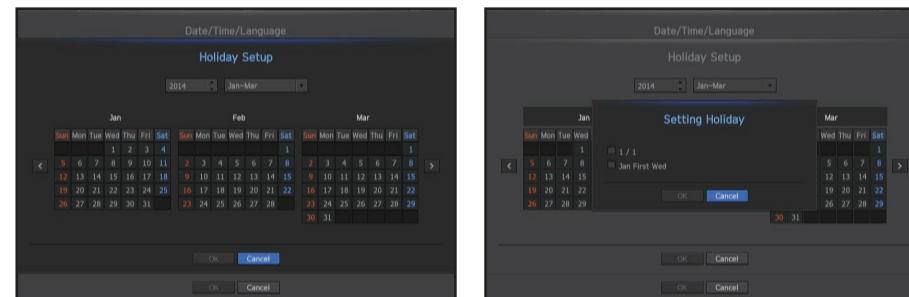 Date/Time/Language
Holiday Setup
2014 Jan~Mar
Jan Feb Mar
Sun Mon Tue Wed Thu Fri Sat Sun Mon Tue Wed Thu Fri Sat Sun Mon Tue Wed Thu Fri Sat
1 2 3 4 1 1
5 6 7 8 9 10 11 2 3 4 5 6 7 8 2 3 4 5 6 7 8
12 13 14 15 16 17 18 9 10 11 12 13 14 15 9 10 11 12 13 14 15
19 20 21 22 23 24 25 16 17 18 19 20 21 22 16 17 18 19 20 21 22
26 27 28 29 30 31 23 24 25 26 27 28 23 24 25 26 27 28 29
30 31
OK Cancel
OK Cancel
Date/Time/Language
Holiday Setup
2014 Jan~Mar
Jan Mar
Sun Mon Tue Wed Wed Thu Fri Sat
1 1
5 6 7 8 5 6 7 8
12 13 14 15 12 13 14 15
19 20 21 22 19 20 21 22
26 27 28 29 26 27 28 29
30 31
Setting Holiday
1 / 1
Jan First Wed
OK Cancel
OK Cancel
OK Cancel